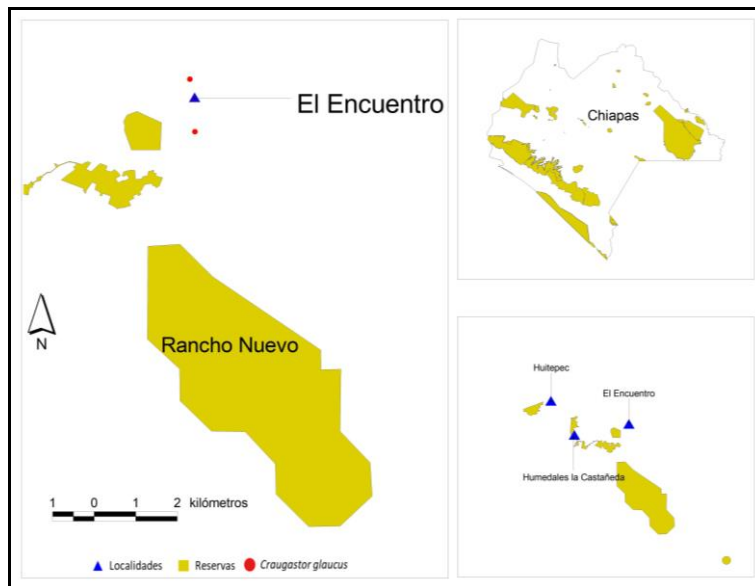 El Encuentro
Rancho Nuevo
N
1 0 1 2 kilómetros
Localidades Reservas Craugastor glaucus
Chiapas
Huitepec
El Encuentro
Humedales la Castañeda